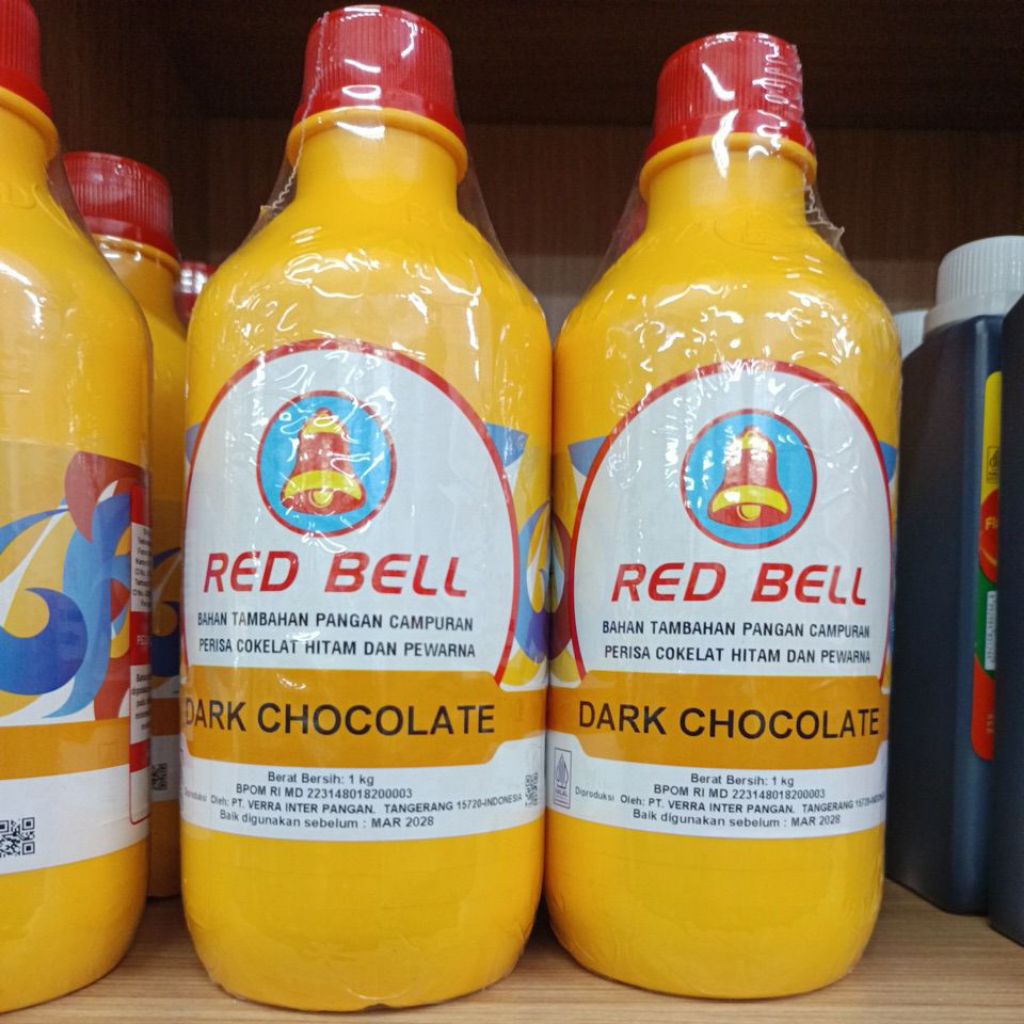 RED BELL
BAHAN TAMBAHAN PANGAN CAMPURAN
PERISA COKELAT HITAM DAN PEWARNA
DARK CHOCOLATE
Berat Bersih: 1 kg
BPOM RI MD 223148018200003
Diproduksi Oleh: PT. VERRA INTER PANGAN. TANGERANG 15720-INDONESIA
Baik digunakan sebelum : MAR 2028
RED BELL
BAHAN TAMBAHAN PANGAN CAMPURAN
PERISA COKELAT HITAM DAN PEWARNA
DARK CHOCOLATE
Berat Bersih: 1 kg
BPOM RI MD 223148018200003
Diproduksi Oleh: PT. VERRA INTER PANGAN. TANGERANG 15720-INDONESIA
Baik digunakan sebelum : MAR 2028
HALAL